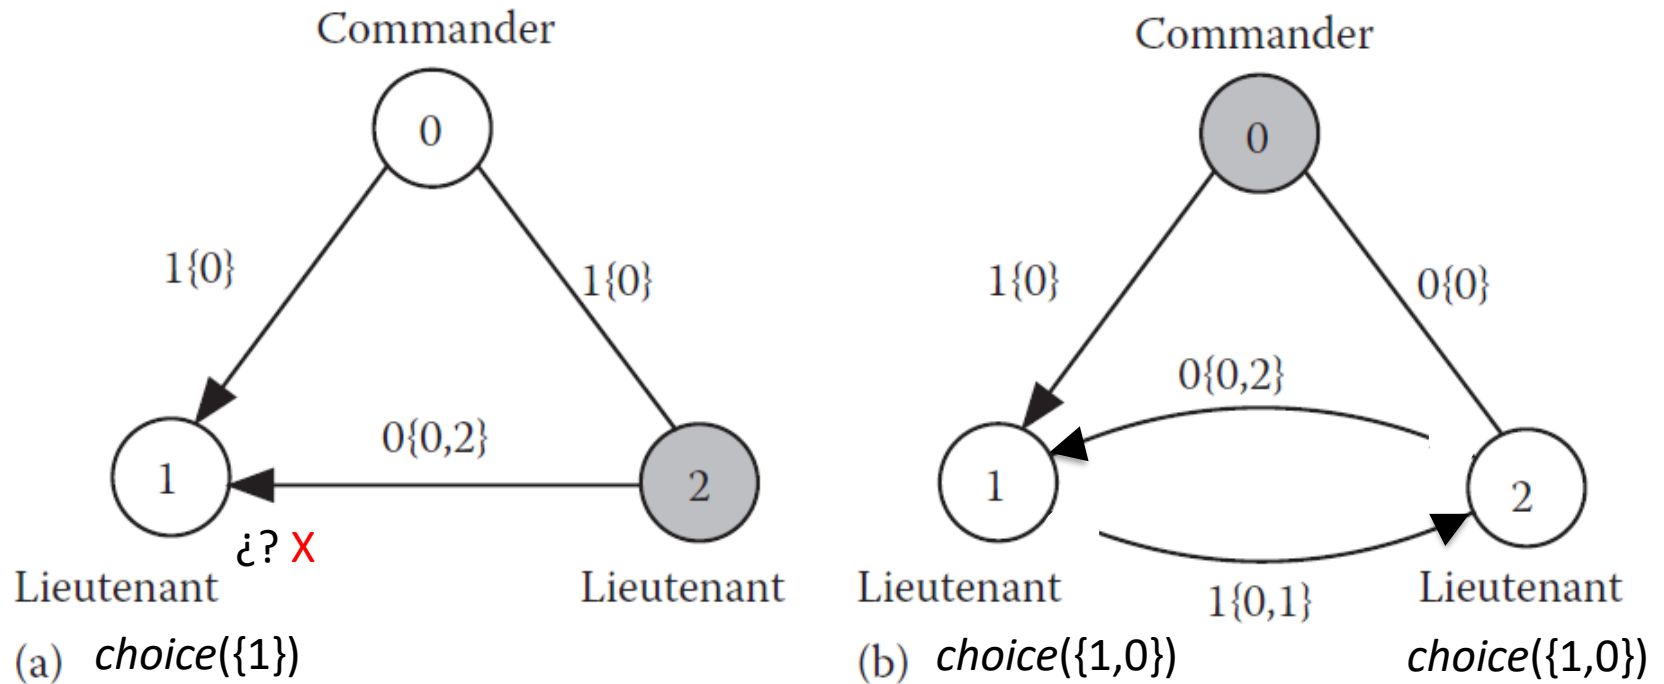 Commander
0
1{0}
1{0}
0{0,2}
1
2
¿? X
Lieutenant
Lieutenant
(a) choice({1})
Commander
0
1{0}
0{0}
0{0,2}
1
2
1{0,1}
Lieutenant
Lieutenant
(b) choice({1,0})
choice({1,0})